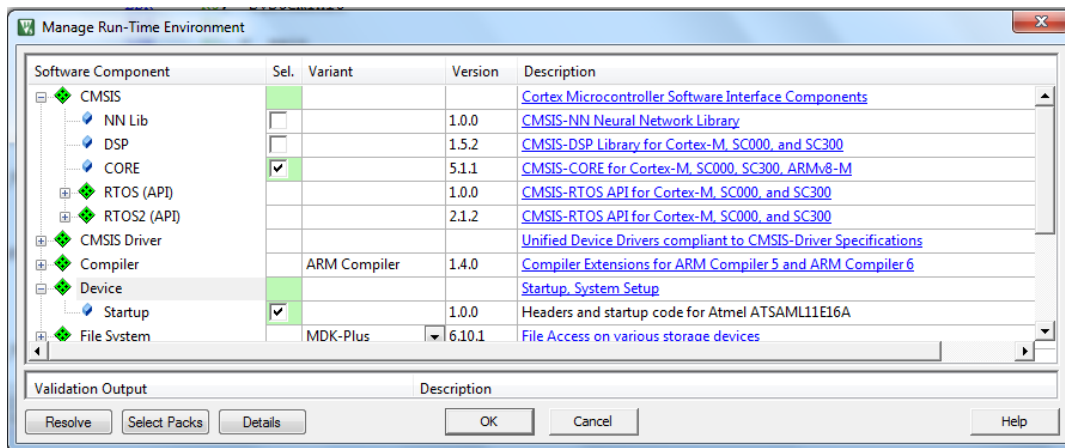 Manage Run-Time Environment
Software Component Sel. Variant Version Description
CMSIS Cortex Microcontroller Software Interface Components
NN Lib 1.0.0 CMSIS-NN Neural Network Library
DSP 1.5.2 CMSIS-DSP Library for Cortex-M, SC000, and SC300
CORE 5.1.1 CMSIS-CORE for Cortex-M, SC000, SC300, ARMv8-M
RTOS (API) 1.0.0 CMSIS-RTOS API for Cortex-M, SC000, and SC300
RTOS2 (API) 2.1.2 CMSIS-RTOS API for Cortex-M, SC000, and SC300
CMSIS Driver Unified Device Drivers compliant to CMSIS-Driver Specifications
Compiler ARM Compiler 1.4.0 Compiler Extensions for ARM Compiler 5 and ARM Compiler 6
Device Startup, System Setup
Startup 1.0.0 Headers and startup code for Atmel ATSAML11E16A
File System MDK-Plus 6.10.1 File Access on various storage devices
Validation Output Description
Resolve Select Packs Details OK Cancel Help